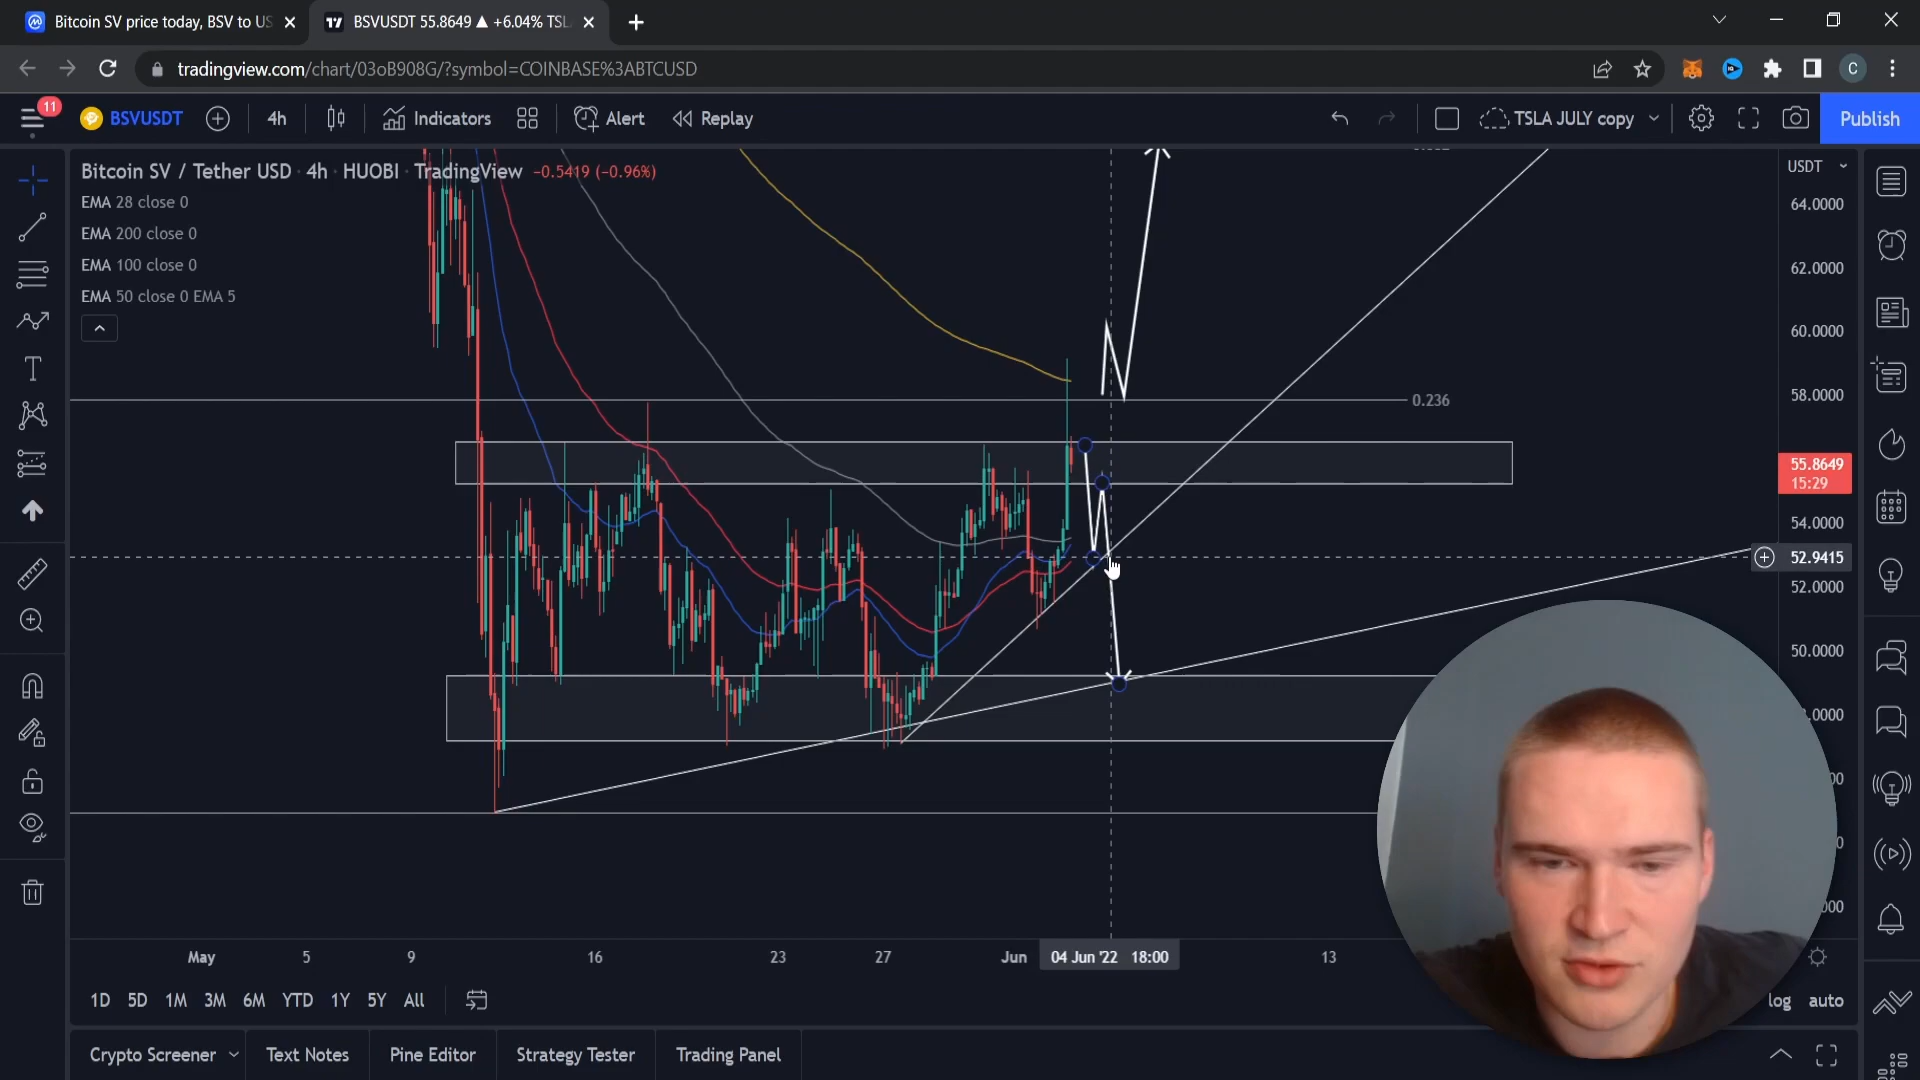 Bitcoin SV price today, BSV to US
BSVUSDT 55.8649 ▲ +6.04% TSL
tradingview.com/chart/03oB908G/?symbol=COINBASE%3ABTCUSD
C
11
BSVUSDT
4h
Indicators
Alert
Replay
TSLA JULY copy
Publish
Bitcoin SV / Tether USD · 4h · HUOBI · TradingView −0.5419 (−0.96%)
USDT
EMA 28 close 0
EMA 200 close 0
EMA 100 close 0
EMA 50 close 0 EMA 5
64.0000
62.0000
60.0000
58.0000
0.236
55.8649
15:29
54.0000
52.9415
52.0000
50.0000
May
5
9
16
23
27
Jun
04 Jun '22 18:00
13
1D 5D 1M 3M 6M YTD 1Y 5Y All
log auto
Crypto Screener
Text Notes
Pine Editor
Strategy Tester
Trading Panel